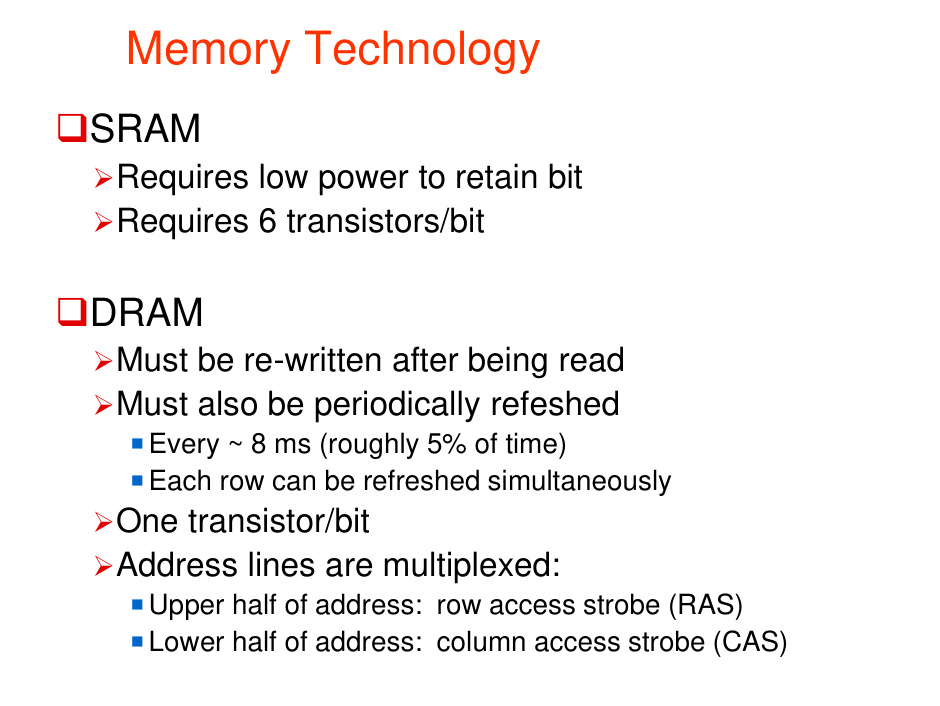 Memory Technology
SRAM
Requires low power to retain bit
Requires 6 transistors/bit
DRAM
Must be re-written after being read
Must also be periodically refeshed
Every ~ 8 ms (roughly 5% of time)
Each row can be refreshed simultaneously
One transistor/bit
Address lines are multiplexed:
Upper half of address: row access strobe (RAS)
Lower half of address: column access strobe (CAS)